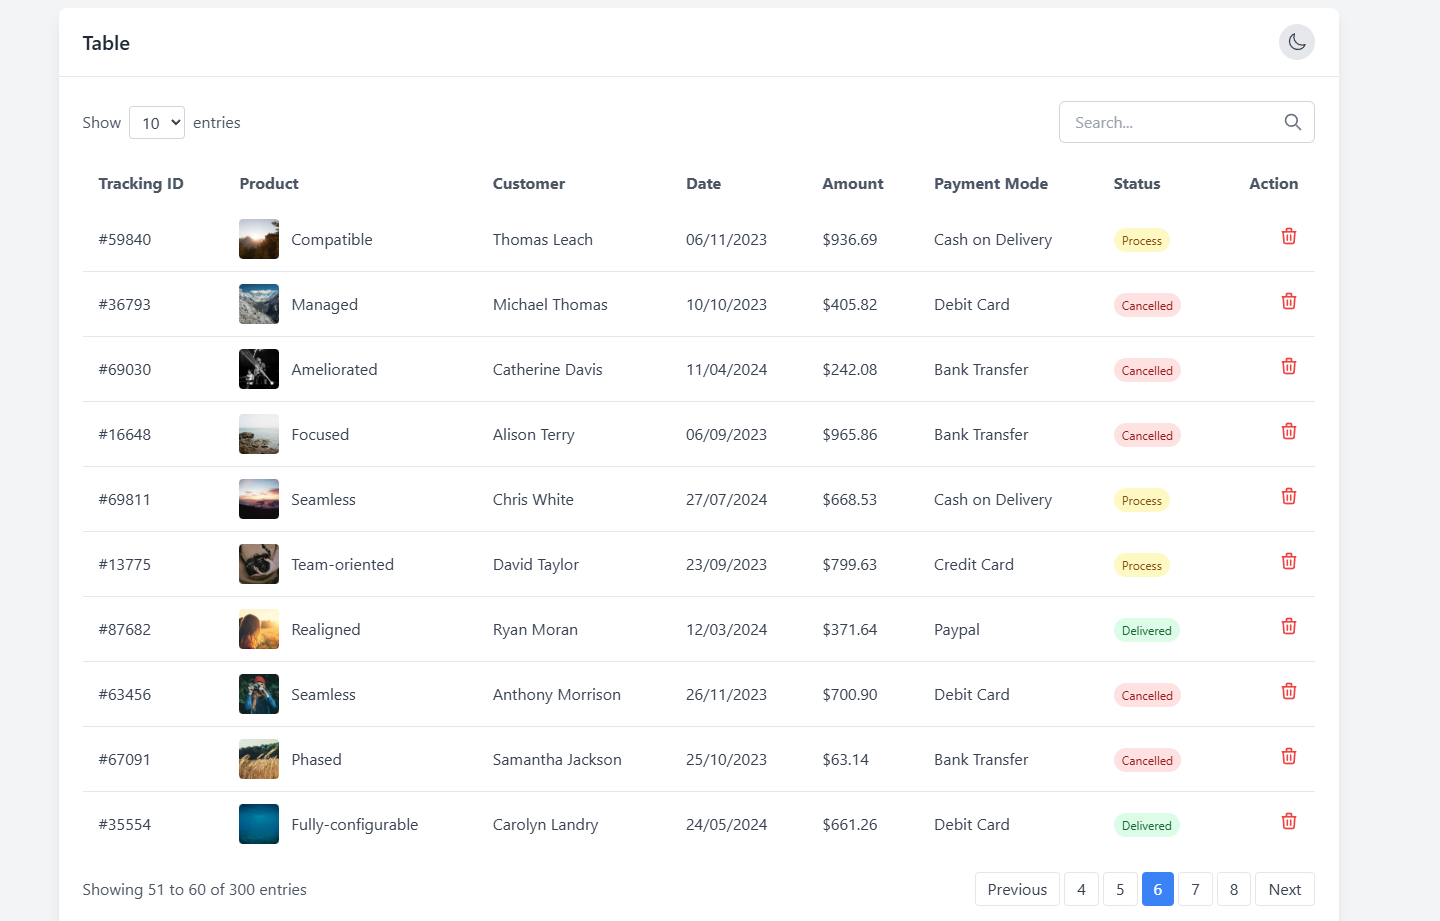 Table
Show 10 entries
Search...
Tracking ID Product Customer Date Amount Payment Mode Status Action
#59840 Compatible Thomas Leach 06/11/2023 $936.69 Cash on Delivery Process
#36793 Managed Michael Thomas 10/10/2023 $405.82 Debit Card Cancelled
#69030 Ameliorated Catherine Davis 11/04/2024 $242.08 Bank Transfer Cancelled
#16648 Focused Alison Terry 06/09/2023 $965.86 Bank Transfer Cancelled
#69811 Seamless Chris White 27/07/2024 $668.53 Cash on Delivery Process
#13775 Team-oriented David Taylor 23/09/2023 $799.63 Credit Card Process
#87682 Realigned Ryan Moran 12/03/2024 $371.64 Paypal Delivered
#63456 Seamless Anthony Morrison 26/11/2023 $700.90 Debit Card Cancelled
#67091 Phased Samantha Jackson 25/10/2023 $63.14 Bank Transfer Cancelled
#35554 Fully-configurable Carolyn Landry 24/05/2024 $661.26 Debit Card Delivered
Showing 51 to 60 of 300 entries
Previous 4 5 6 7 8 Next